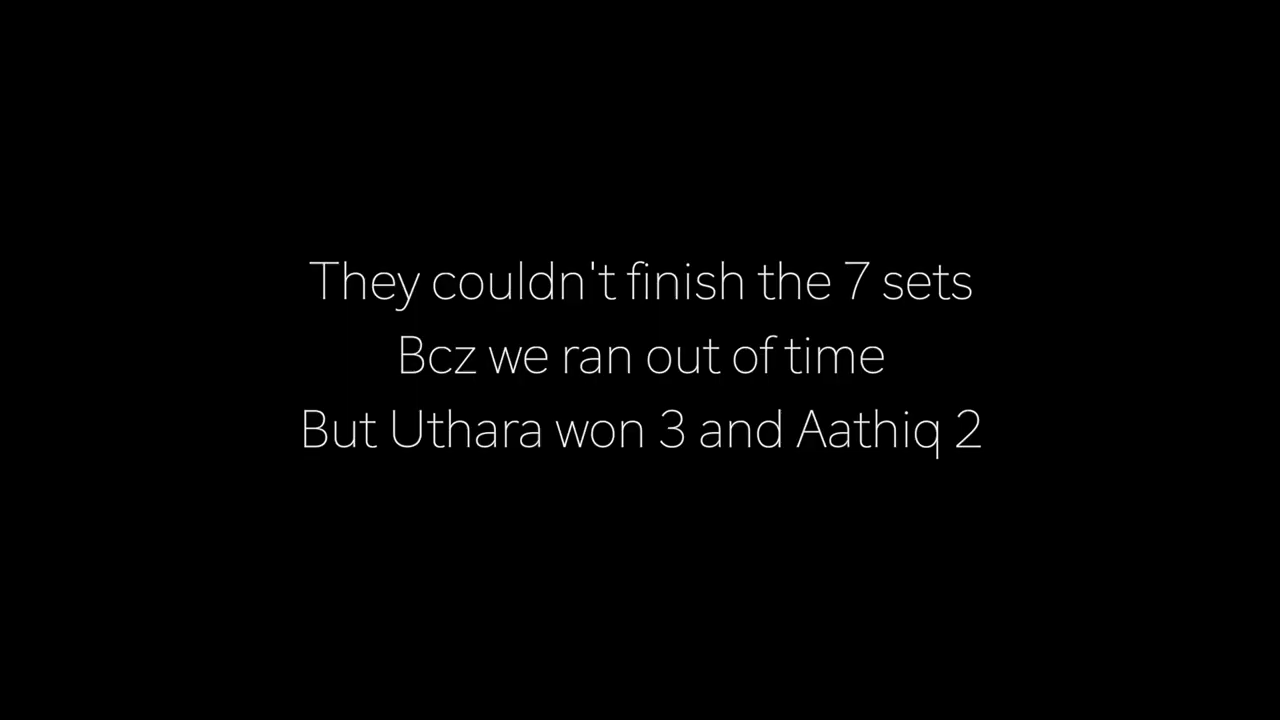 They couldn't finish the 7 sets
Bcz we ran out of time
But Uthara won 3 and Aathiq 2